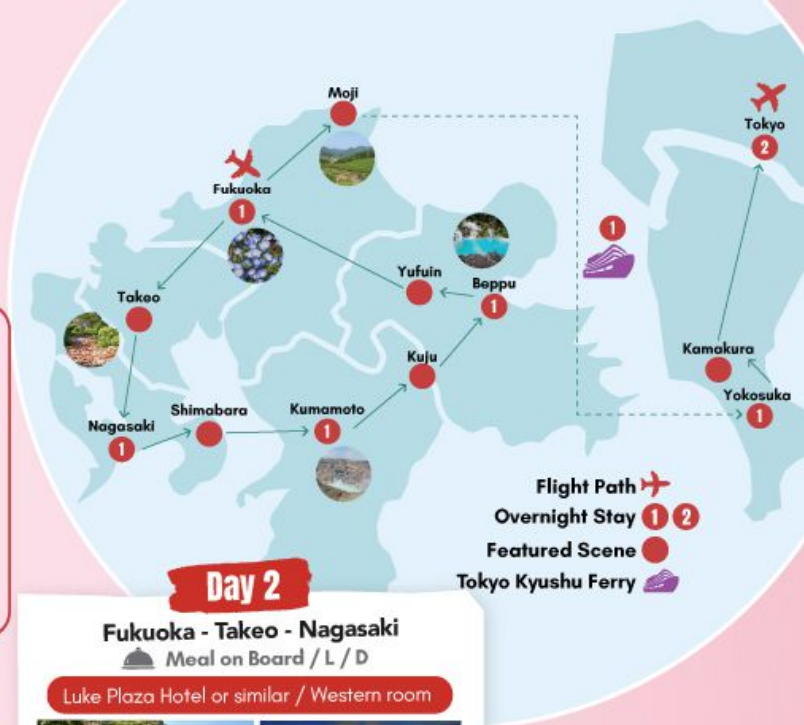 Moji
Tokyo
2
Fukuoka
1
1
Yufuin
Beppu
1
Takeo
Kuju
Kamakura
Yokosuka
1
Nagasaki
1
Shimabara
Kumamoto
1
Flight Path
Overnight Stay 1 2
Featured Scene
Tokyo Kyushu Ferry
Day 2
Fukuoka - Takeo - Nagasaki
Meal on Board / L / D
Luke Plaza Hotel or similar / Western room